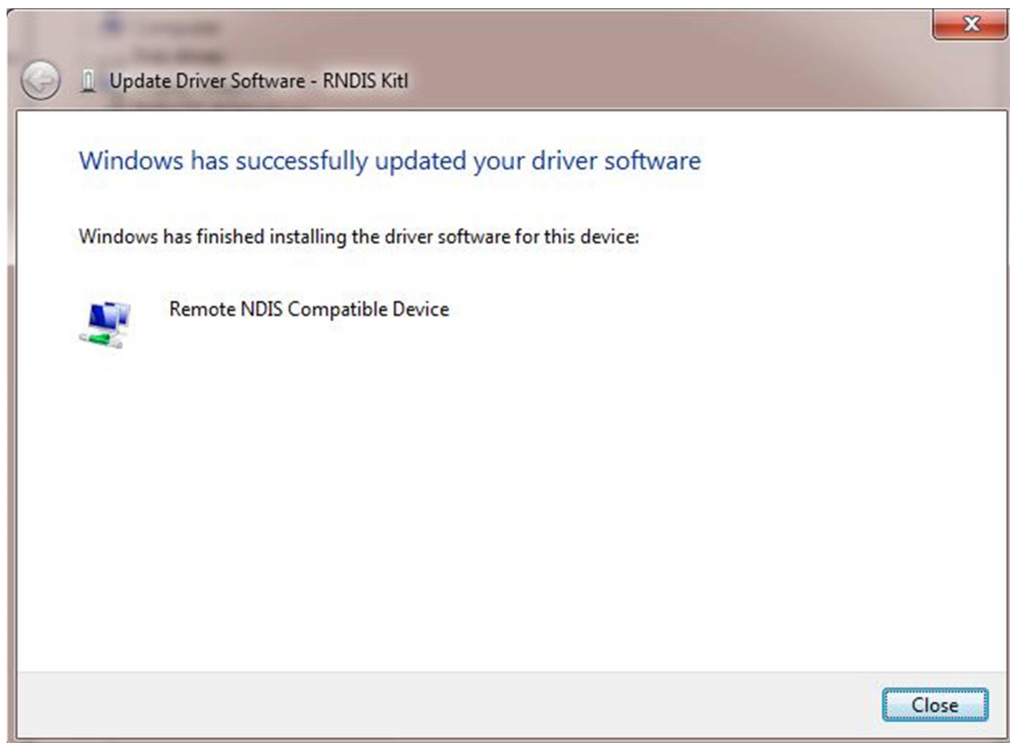 Update Driver Software - RNDIS Kitl
Windows has successfully updated your driver software
Windows has finished installing the driver software for this device:
Remote NDIS Compatible Device
Close